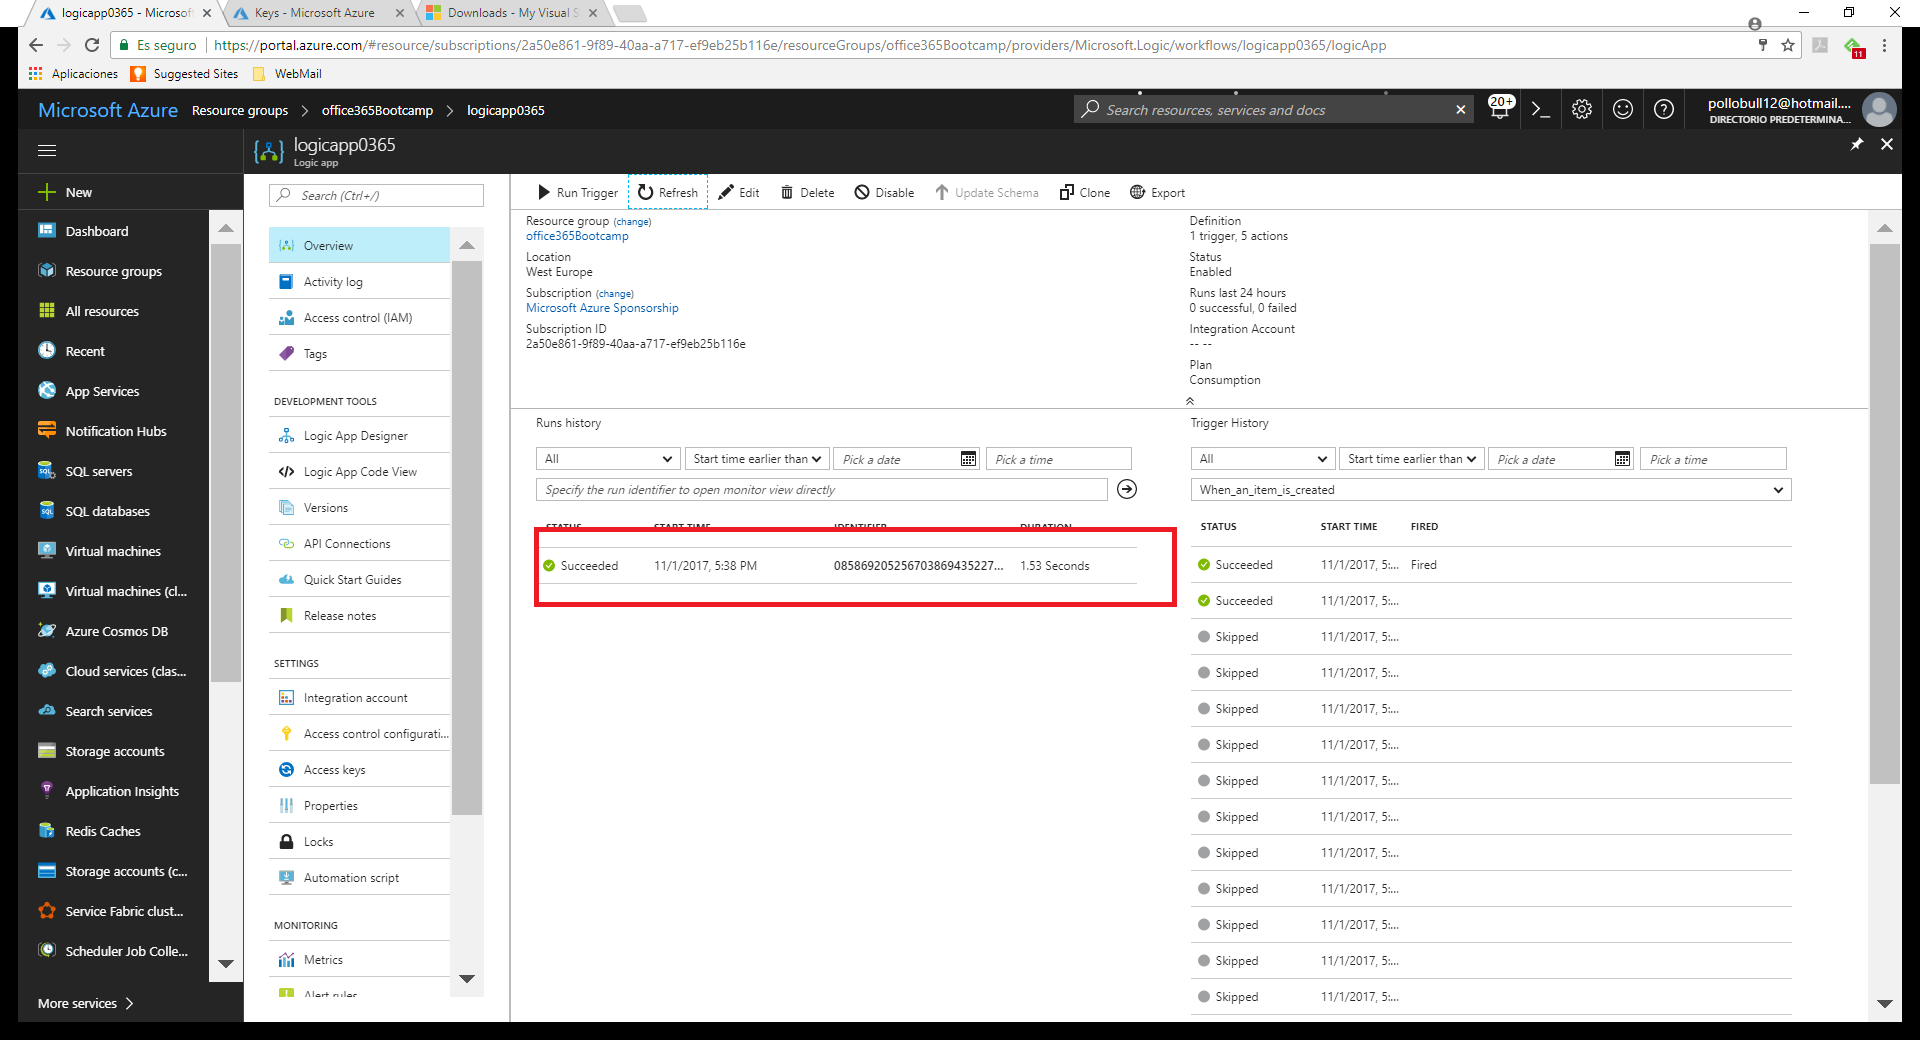 logicapp0365 - Microsof
Keys - Microsoft Azure
Downloads - My Visual S
Es seguro
https://portal.azure.com/#resource/subscriptions/2a50e861-9f89-40aa-a717-ef9eb25b116e/resourceGroups/office365Bootcamp/providers/Microsoft.Logic/workflows/logicapp0365/logicApp
11
Aplicaciones
Suggested Sites
WebMail
Microsoft Azure
Resource groups > office365Bootcamp > logicapp0365
Search resources, services and docs
20+
pollobull12@hotmail....
DIRECTORIO PREDETERMINA...
logicapp0365
Logic app
New
Dashboard
Resource groups
All resources
Recent
App Services
Notification Hubs
SQL servers
SQL databases
Virtual machines
Virtual machines (cl...
Azure Cosmos DB
Cloud services (clas...
Search services
Storage accounts
Application Insights
Redis Caches
Storage accounts (c...
Service Fabric clust...
Scheduler Job Colle...
More services >
Search (Ctrl+/)
Overview
Activity log
Access control (IAM)
Tags
DEVELOPMENT TOOLS
Logic App Designer
Logic App Code View
Versions
API Connections
Quick Start Guides
Release notes
SETTINGS
Integration account
Access control configurati...
Access keys
Properties
Locks
Automation script
MONITORING
Metrics
Alert rules
Run Trigger
Refresh
Edit
Delete
Disable
Update Schema
Clone
Export
Resource group (change)
office365Bootcamp
Location
West Europe
Subscription (change)
Microsoft Azure Sponsorship
Subscription ID
2a50e861-9f89-40aa-a717-ef9eb25b116e
Definition
1 trigger, 5 actions
Status
Enabled
Runs last 24 hours
0 successful, 0 failed
Integration Account
-- --
Plan
Consumption
Runs history
All
Start time earlier than
Pick a date
Pick a time
Specify the run identifier to open monitor view directly
STATUS START TIME IDENTIFIER DURATION
Succeeded 11/1/2017, 5:38 PM 085869205256703869435227... 1.53 Seconds
Trigger History
All
Start time earlier than
Pick a date
Pick a time
When_an_item_is_created
STATUS START TIME FIRED
Succeeded 11/1/2017, 5:... Fired
Succeeded 11/1/2017, 5:...
Skipped 11/1/2017, 5:...
Skipped 11/1/2017, 5:...
Skipped 11/1/2017, 5:...
Skipped 11/1/2017, 5:...
Skipped 11/1/2017, 5:...
Skipped 11/1/2017, 5:...
Skipped 11/1/2017, 5:...
Skipped 11/1/2017, 5:...
Skipped 11/1/2017, 5:...
Skipped 11/1/2017, 5:...
Skipped 11/1/2017, 5:...